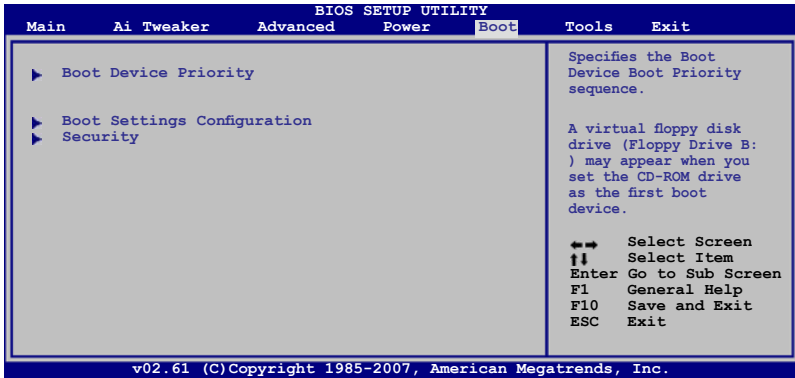 BIOS SETUP UTILITY
Main Ai Tweaker Advanced Power Boot Tools Exit
Boot Device Priority
Boot Settings Configuration
Security
Specifies the Boot
Device Boot Priority
sequence.
A virtual floppy disk
drive (Floppy Drive B:
) may appear when you
set the CD-ROM drive
as the first boot
device.
←→ Select Screen
↑↓ Select Item
Enter Go to Sub Screen
F1 General Help
F10 Save and Exit
ESC Exit
v02.61 (C)Copyright 1985-2007, American Megatrends, Inc.